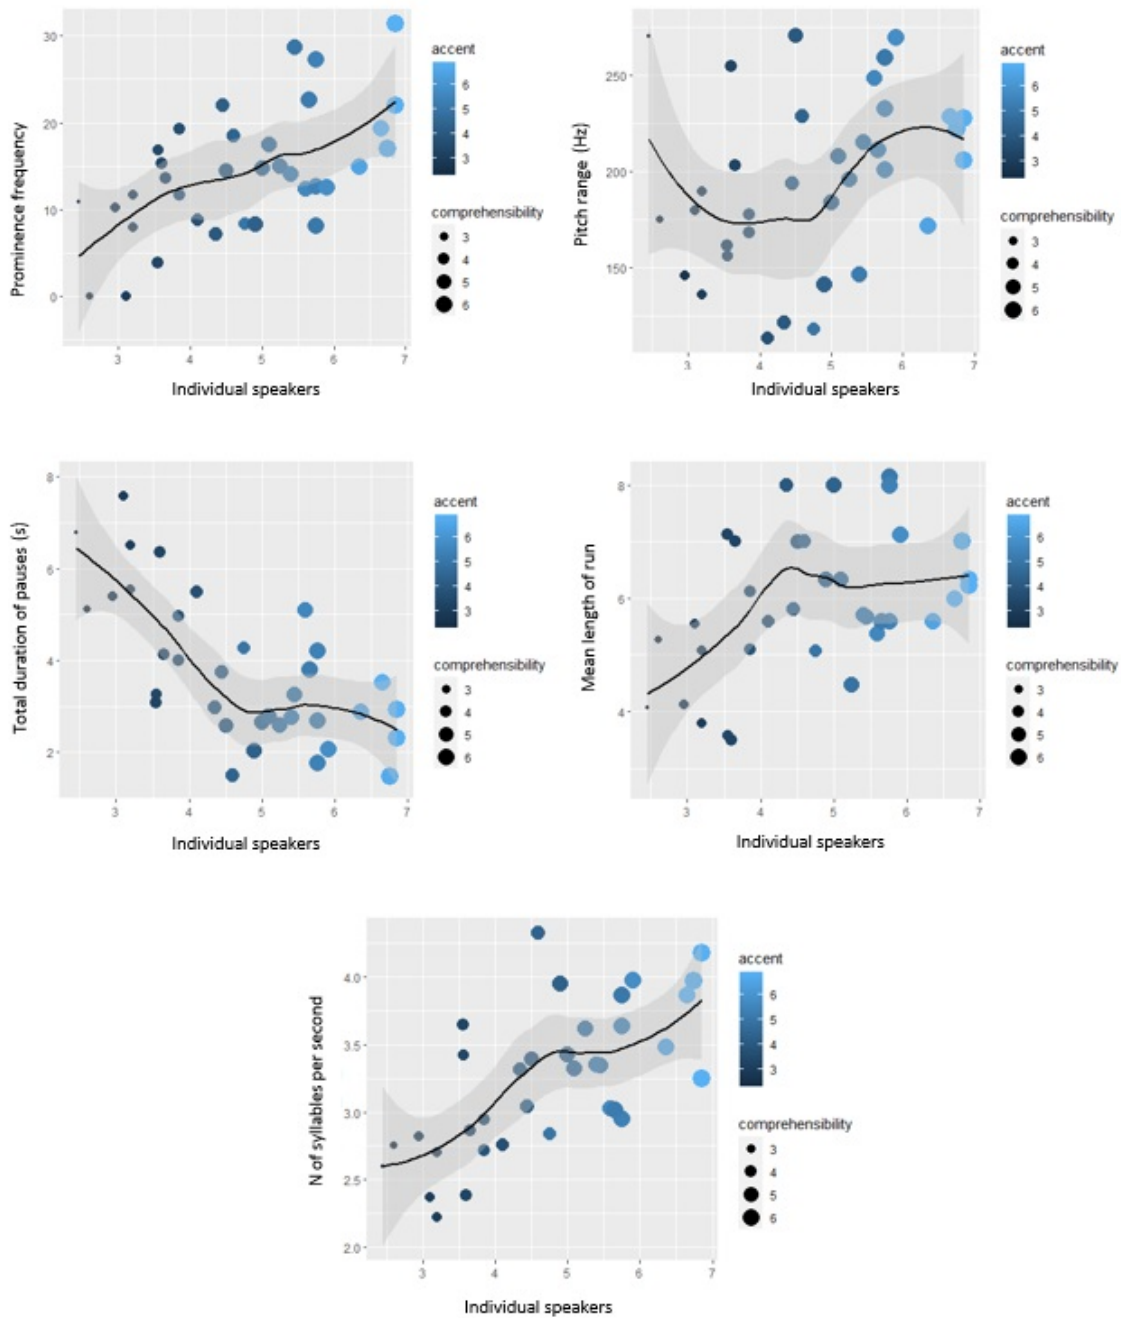 Prominence frequency
30
20
10
0
3 4 5 6 7
Individual speakers
accent
6
5
4
3
comprehensibility
3
4
5
6
Pitch range (Hz)
250
200
150
3 4 5 6 7
Individual speakers
accent
6
5
4
3
comprehensibility
3
4
5
6
Total duration of pauses (s)
8
6
4
2
3 4 5 6 7
Individual speakers
accent
6
5
4
3
comprehensibility
3
4
5
6
Mean length of run
8
6
4
3 4 5 6 7
Individual speakers
accent
6
5
4
3
comprehensibility
3
4
5
6
N of syllables per second
4.0
3.5
3.0
2.5
2.0
3 4 5 6 7
Individual speakers
accent
6
5
4
3
comprehensibility
3
4
5
6